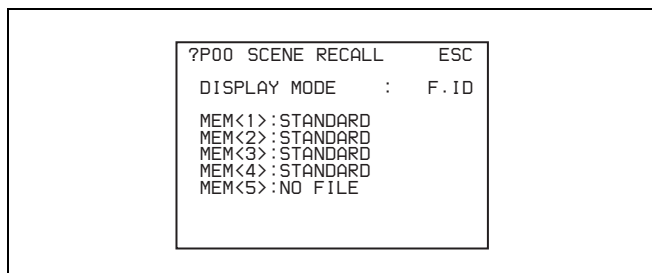 ?P00 SCENE RECALL ESC
DISPLAY MODE : F.ID
MEM<1>:STANDARD
MEM<2>:STANDARD
MEM<3>:STANDARD
MEM<4>:STANDARD
MEM<5>:NO FILE